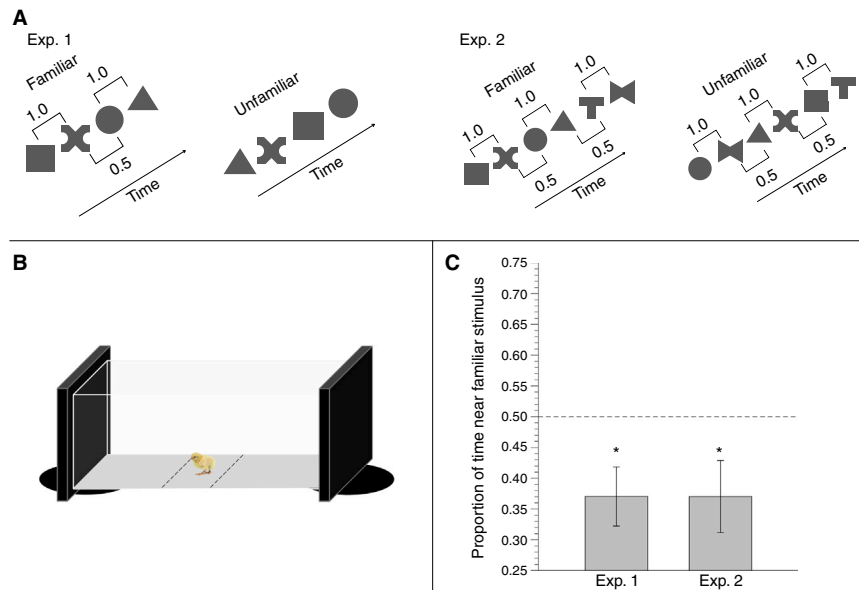 A
Exp. 1
Familiar
1.0
1.0
0.5
Time
Unfamiliar
Time
Exp. 2
Familiar
1.0
1.0
1.0
0.5
0.5
Time
Unfamiliar
1.0
1.0
1.0
0.5
0.5
Time
B
C
Proportion of time near familiar stimulus
0.75
0.70
0.65
0.60
0.55
0.50
0.45
0.40
0.35
0.30
0.25
* *
Exp. 1 Exp. 2